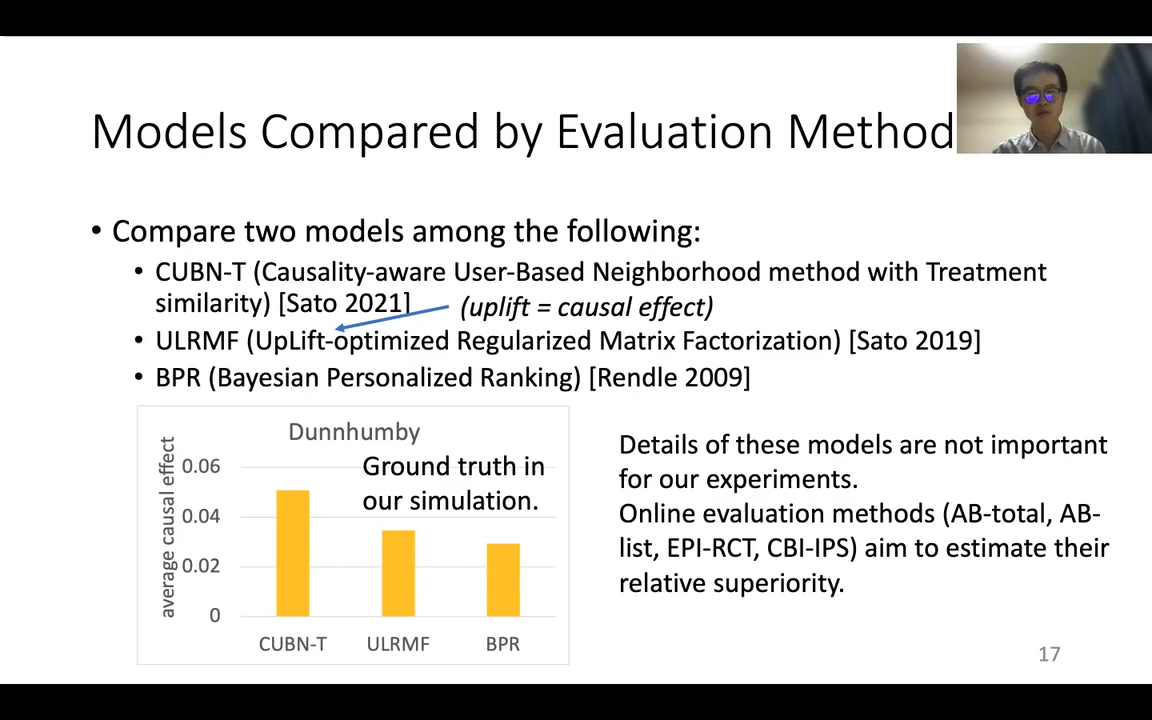 Models Compared by Evaluation Method
• Compare two models among the following:
• CUBN-T (Causality-aware User-Based Neighborhood method with Treatment
similarity) [Sato 2021]
(uplift = causal effect)
• ULRMF (UpLift-optimized Regularized Matrix Factorization) [Sato 2019]
• BPR (Bayesian Personalized Ranking) [Rendle 2009]
Dunnhumby
Ground truth in
our simulation.
average causal effect
0.06
0.04
0.02
0
CUBN-T ULRMF BPR
Details of these models are not important
for our experiments.
Online evaluation methods (AB-total, AB-
list, EPI-RCT, CBI-IPS) aim to estimate their
relative superiority.
17